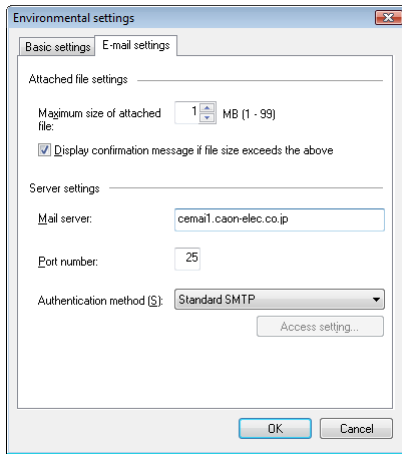 Environmental settings
Basic settings
E-mail settings
Attached file settings
Maximum size of attached file:
1
MB (1 - 99)
Display confirmation message if file size exceeds the above
Server settings
Mail server:
cemai1.caon-elec.co.jp
Port number:
25
Authentication method (S):
Standard SMTP
Access setting...
OK
Cancel